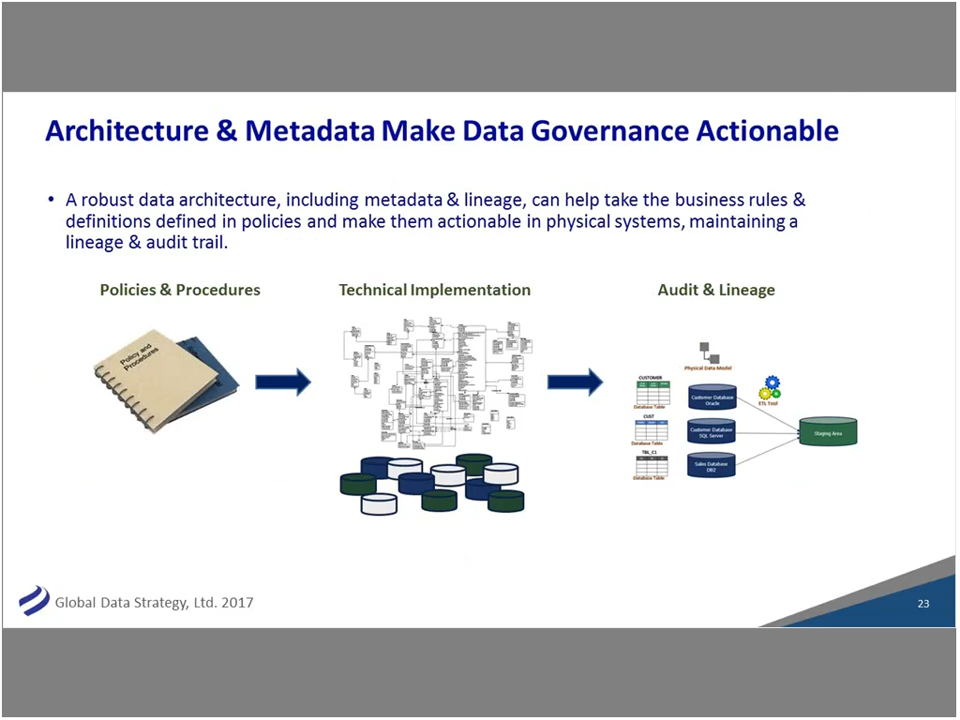 Architecture & Metadata Make Data Governance Actionable
• A robust data architecture, including metadata & lineage, can help take the business rules &
definitions defined in policies and make them actionable in physical systems, maintaining a
lineage & audit trail.
Policies & Procedures
Technical Implementation
Audit & Lineage
Policy and
Procedures
Physical Data Model
CUSTOMER
Database Table
Customer Database
Oracle
ETL Tool
CUST
Database Table
Customer Database
SQL Server
Staging Area
TBL_C1
Database Table
Sales Database
DB2
Global Data Strategy, Ltd. 2017
23